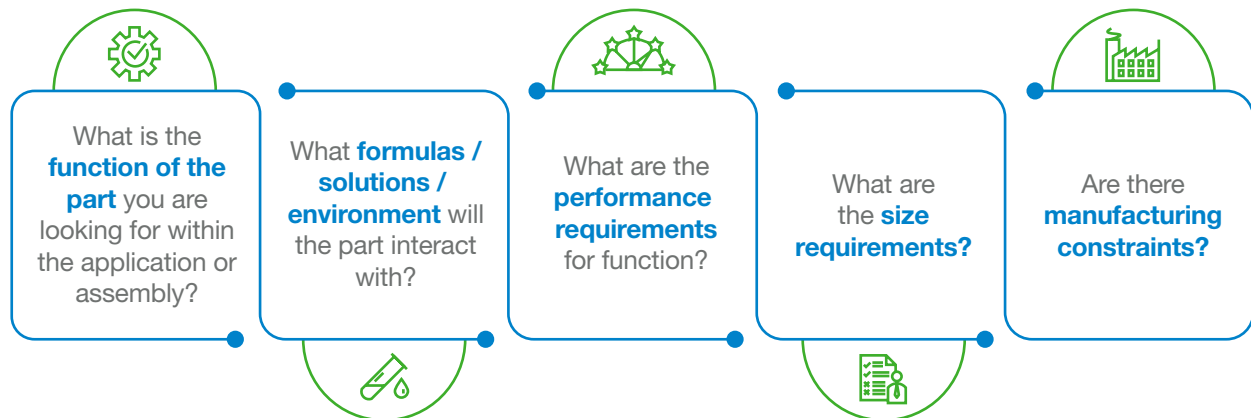 What is the
function of the
part you are
looking for within
the application or
assembly?
What formulas /
solutions /
environment will
the part interact
with?
What are the
performance
requirements
for function?
What are
the size
requirements?
Are there
manufacturing
constraints?